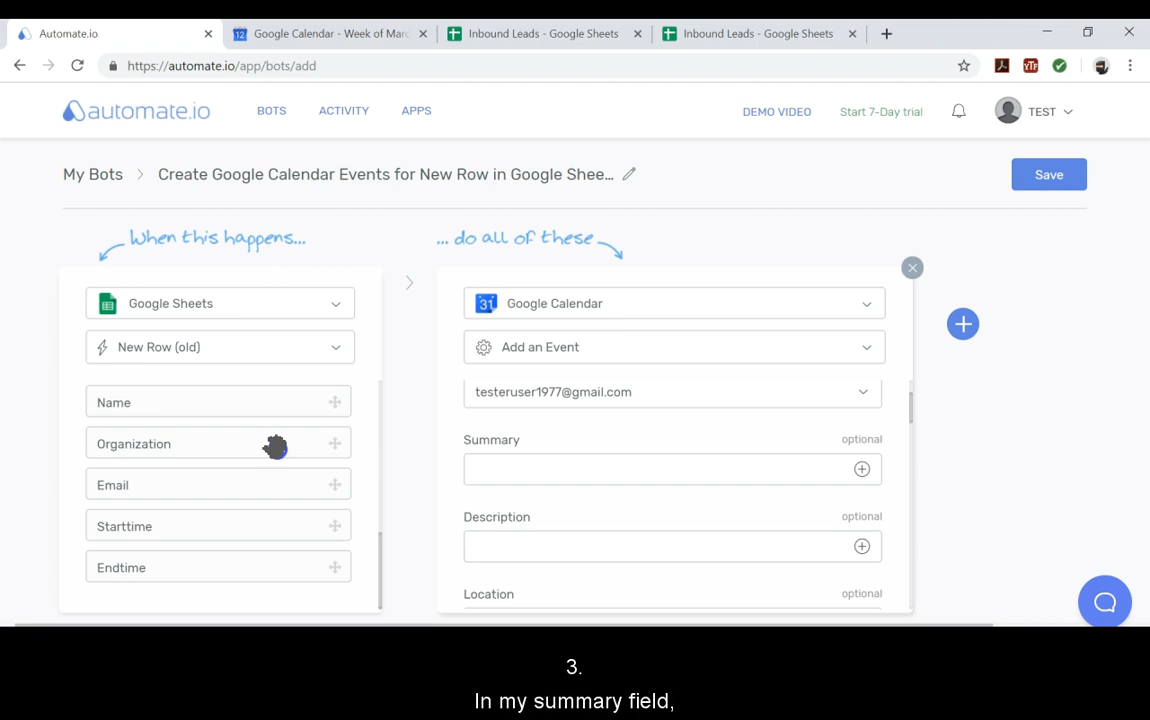 Automate.io
Google Calendar - Week of Marc
Inbound Leads - Google Sheets
Inbound Leads - Google Sheets
https://automate.io/app/bots/add
automate.io
BOTS
ACTIVITY
APPS
DEMO VIDEO
Start 7-Day trial
TEST
My Bots > Create Google Calendar Events for New Row in Google Shee...
Save
When this happens...
... do all of these
Google Sheets
New Row (old)
Name
Organization
Email
Starttime
Endtime
31 Google Calendar
Add an Event
testeruser1977@gmail.com
Summary optional
Description optional
Location optional
3.
In my summary field,